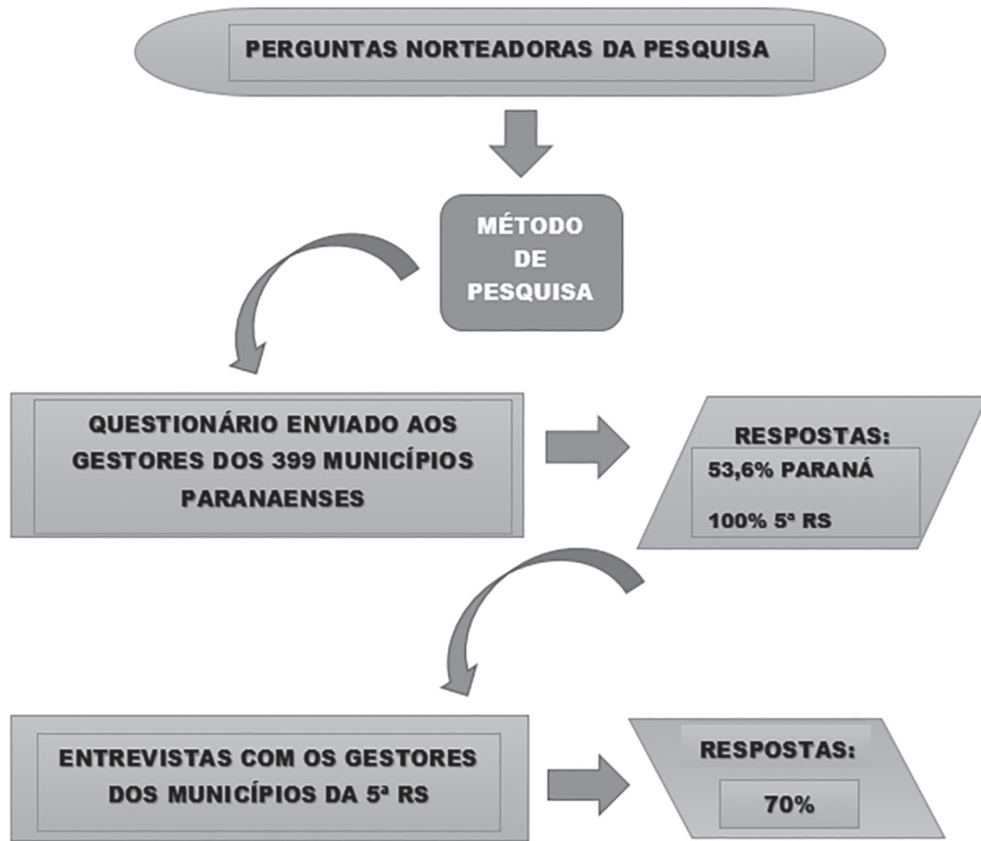 PERGUNTAS NORTEADORAS DA PESQUISA
MÉTODO
DE
PESQUISA
QUESTIONÁRIO ENVIADO AOS
GESTORES DOS 399 MUNICÍPIOS
PARANAENSES
RESPOSTAS:
53,6% PARANÁ
100% 5ª RS
ENTREVISTAS COM OS GESTORES
DOS MUNICÍPIOS DA 5ª RS
RESPOSTAS:
70%